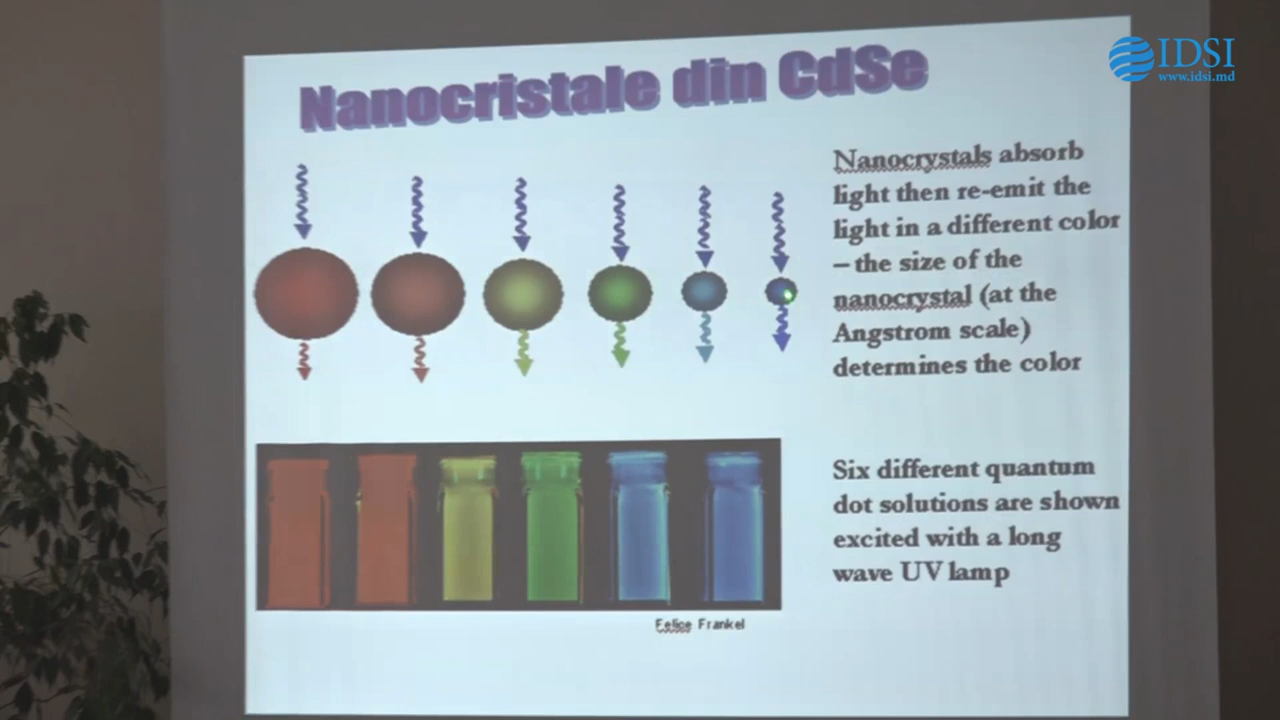 IDSI
www.idsi.md
Nanocristale din CdSe
Nanocrystals absorb
light then re-emit the
light in a different color
– the size of the
nanocrystal (at the
Angstrom scale)
determines the color
Six different quantum
dot solutions are shown
excited with a long
wave UV lamp
Felice Frankel